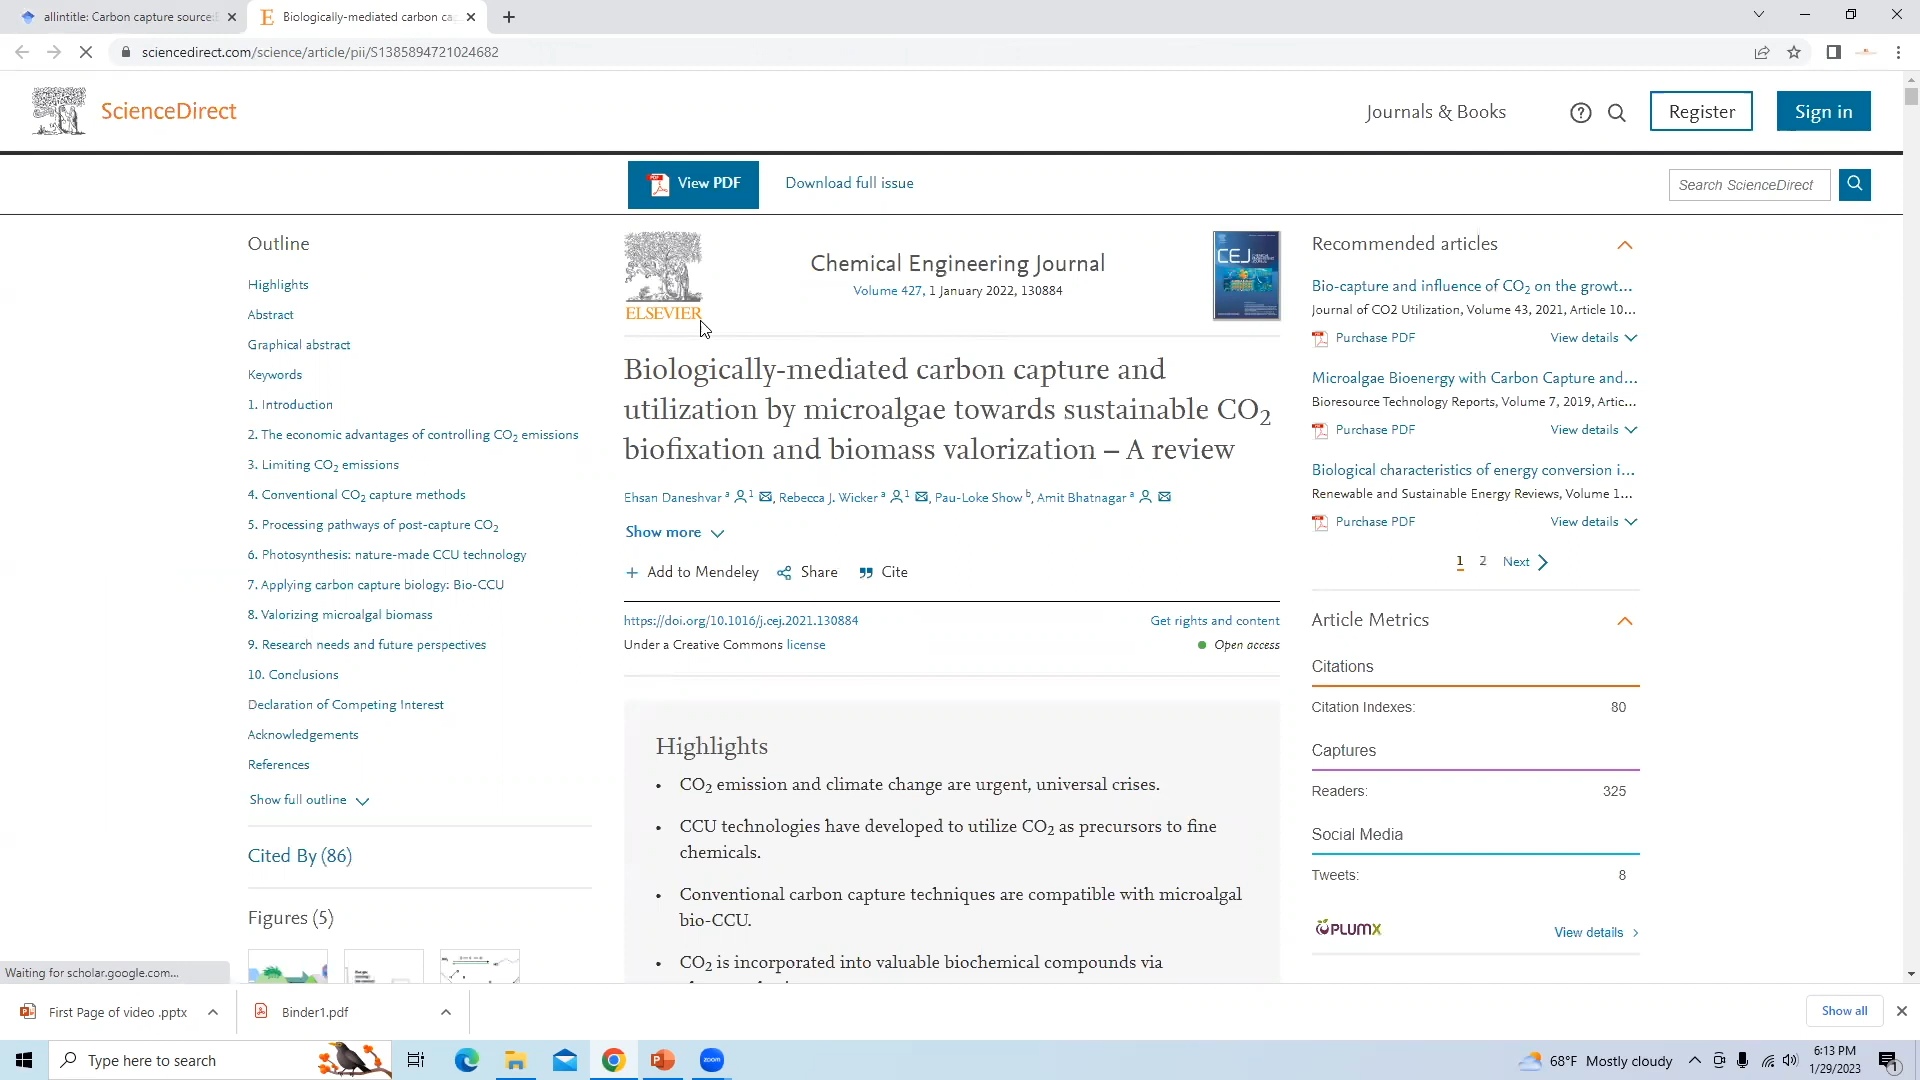 allintitle: Carbon capture source:
Biologically-mediated carbon ca
sciencedirect.com/science/article/pii/S1385894721024682
ScienceDirect
Journals & Books
Register
Sign in
View PDF
Download full issue
Search ScienceDirect
Outline
Highlights
Abstract
Graphical abstract
Keywords
1. Introduction
2. The economic advantages of controlling CO2 emissions
3. Limiting CO2 emissions
4. Conventional CO2 capture methods
5. Processing pathways of post-capture CO2
6. Photosynthesis: nature-made CCU technology
7. Applying carbon capture biology: Bio-CCU
8. Valorizing microalgal biomass
9. Research needs and future perspectives
10. Conclusions
Declaration of Competing Interest
Acknowledgements
References
Show full outline
Cited By (86)
Figures (5)
ELSEVIER
Chemical Engineering Journal
Volume 427, 1 January 2022, 130884
CEJ
Biologically-mediated carbon capture and
utilization by microalgae towards sustainable CO2
biofixation and biomass valorization – A review
Ehsan Daneshvar a 1, Rebecca J. Wicker a 1, Pau-Loke Show b, Amit Bhatnagar a
Show more
Add to Mendeley
Share
Cite
https://doi.org/10.1016/j.cej.2021.130884
Get rights and content
Under a Creative Commons license
Open access
Highlights
• CO2 emission and climate change are urgent, universal crises.
• CCU technologies have developed to utilize CO2 as precursors to fine
chemicals.
• Conventional carbon capture techniques are compatible with microalgal
bio-CCU.
• CO2 is incorporated into valuable biochemical compounds via
Recommended articles
Bio-capture and influence of CO2 on the growt...
Journal of CO2 Utilization, Volume 43, 2021, Article 10...
Purchase PDF
View details
Microalgae Bioenergy with Carbon Capture and...
Bioresource Technology Reports, Volume 7, 2019, Artic...
Purchase PDF
View details
Biological characteristics of energy conversion i...
Renewable and Sustainable Energy Reviews, Volume 1...
Purchase PDF
View details
1 2 Next
Article Metrics
Citations
Citation Indexes: 80
Captures
Readers: 325
Social Media
Tweets: 8
PLUMX
View details
Waiting for scholar.google.com...
First Page of video .pptx
Binder1.pdf
Show all
Type here to search
zoom
68°F Mostly cloudy
6:13 PM
1/29/2023
1